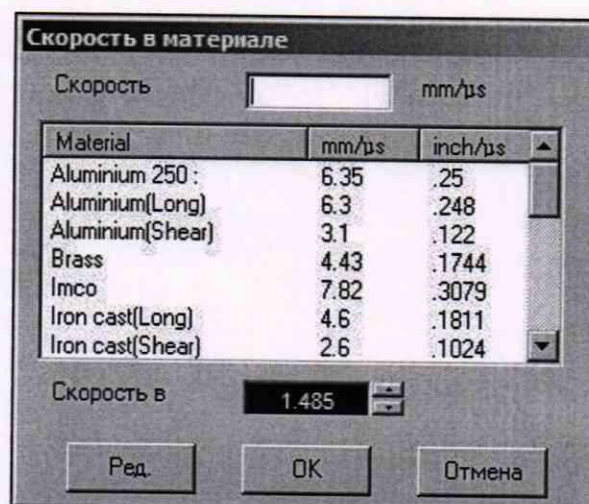 Скорость в материале
Скорость mm/µs
Material mm/µs inch/µs
Aluminium 250 : 6.35 .25
Aluminium(Long) 6.3 .248
Aluminium(Shear) 3.1 .122
Brass 4.43 .1744
Imco 7.82 .3079
Iron cast(Long) 4.6 .1811
Iron cast(Shear) 2.6 .1024
Скорость в 1.485
Ред. OK Отмена